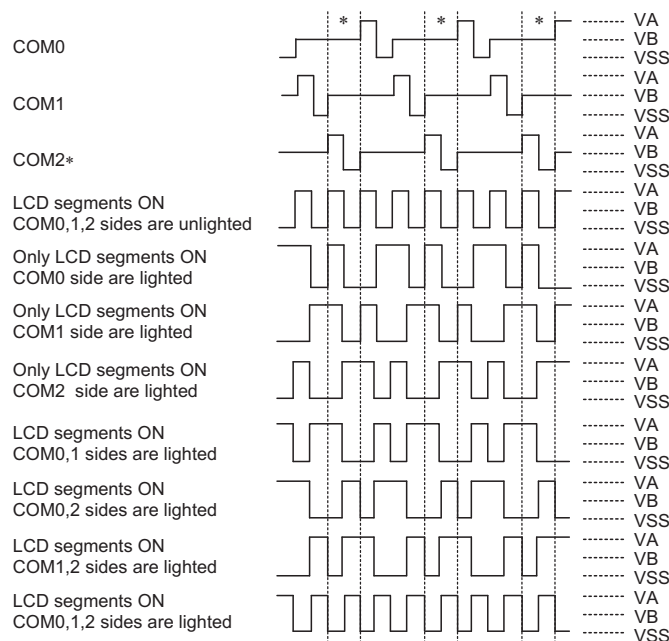 * * * VA
COM0 VB
VSS
VA
COM1 VB
VSS
VA
COM2* VB
VSS
LCD segments ON VA
COM0,1,2 sides are unlighted VB
VSS
Only LCD segments ON VA
COM0 side are lighted VB
VSS
Only LCD segments ON VA
COM1 side are lighted VB
VSS
Only LCD segments ON VA
COM2 side are lighted VB
VSS
LCD segments ON VA
COM0,1 sides are lighted VB
VSS
LCD segments ON VA
COM0,2 sides are lighted VB
VSS
LCD segments ON VA
COM1,2 sides are lighted VB
VSS
LCD segments ON VA
COM0,1,2 sides are lighted VB
VSS